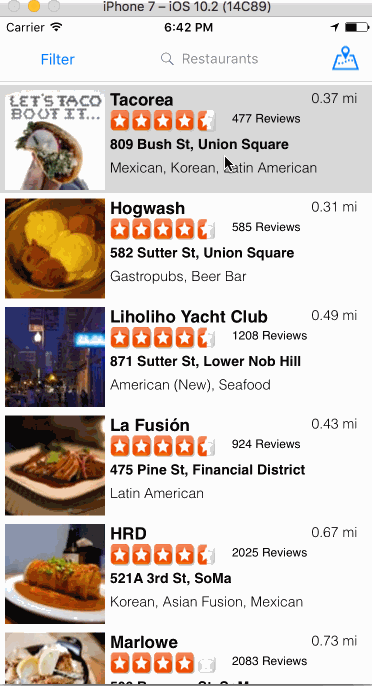 iPhone 7 – iOS 10.2 (14C89)
Carrier 6:42 PM
Filter Restaurants
LET'S TACO
BOUT IT...
Tacorea 0.37 mi
477 Reviews
809 Bush St, Union Square
Mexican, Korean, Latin American
Hogwash 0.31 mi
585 Reviews
582 Sutter St, Union Square
Gastropubs, Beer Bar
Liholiho Yacht Club 0.49 mi
1208 Reviews
871 Sutter St, Lower Nob Hill
American (New), Seafood
La Fusión 0.43 mi
924 Reviews
475 Pine St, Financial District
Latin American
HRD 0.67 mi
2025 Reviews
521A 3rd St, SoMa
Korean, Asian Fusion, Mexican
Marlowe 0.73 mi
2083 Reviews